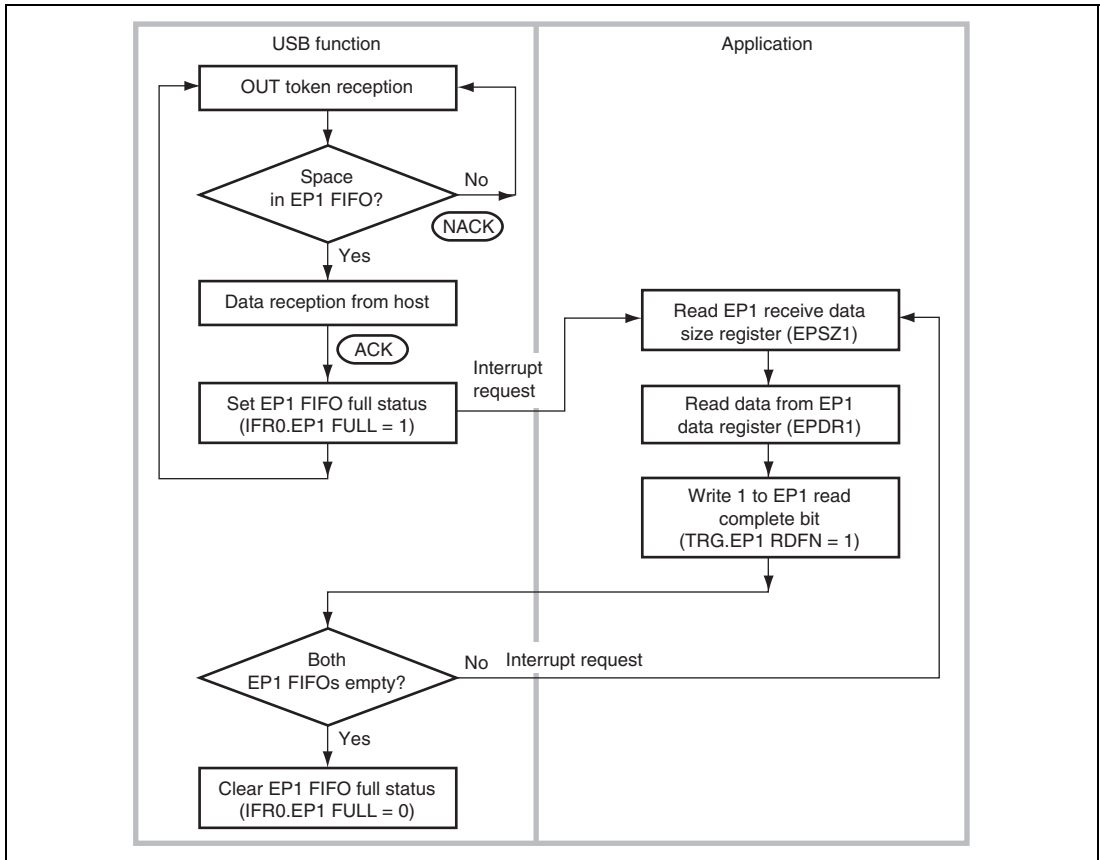 USB function
Application
OUT token reception
Space
in EP1 FIFO?
No
NACK
Yes
Data reception from host
ACK
Set EP1 FIFO full status
(IFR0.EP1 FULL = 1)
Interrupt
request
Read EP1 receive data
size register (EPSZ1)
Read data from EP1
data register (EPDR1)
Write 1 to EP1 read
complete bit
(TRG.EP1 RDFN = 1)
Both
EP1 FIFOs empty?
No
Interrupt request
Yes
Clear EP1 FIFO full status
(IFR0.EP1 FULL = 0)